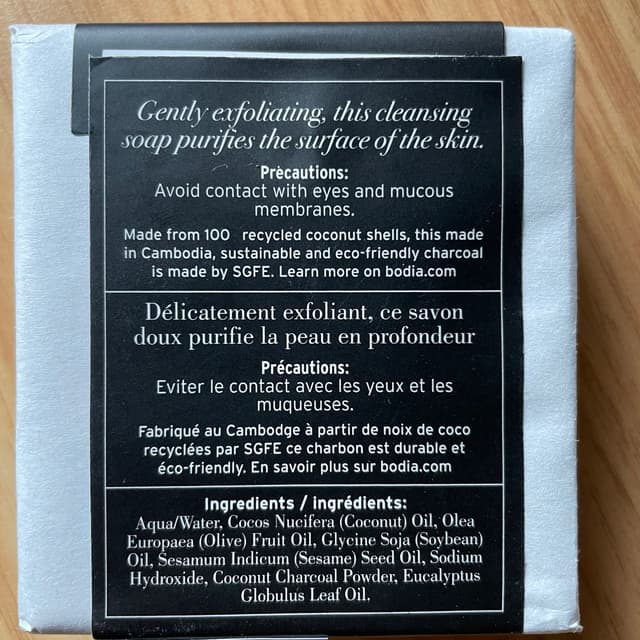 Gently exfoliating, this cleansing
soap purifies the surface of the skin.
Prècautions:
Avoid contact with eyes and mucous
membranes.
Made from 100 recycled coconut shells, this made
in Cambodia, sustainable and eco-friendly charcoal
is made by SGFE. Learn more on bodia.com
Délicatement exfoliant, ce savon
doux purifie la peau en profondeur
Précautions:
Eviter le contact avec les yeux et les
muqueuses.
Fabriqué au Cambodge à partir de noix de coco
recyclées par SGFE ce charbon est durable et
éco-friendly. En savoir plus sur bodia.com
Ingredients / ingrédients:
Aqua/Water, Cocos Nucifera (Coconut) Oil, Olea
Europaea (Olive) Fruit Oil, Glycine Soja (Soybean)
Oil, Sesamum Indicum (Sesame) Seed Oil, Sodium
Hydroxide, Coconut Charcoal Powder, Eucalyptus
Globulus Leaf Oil.